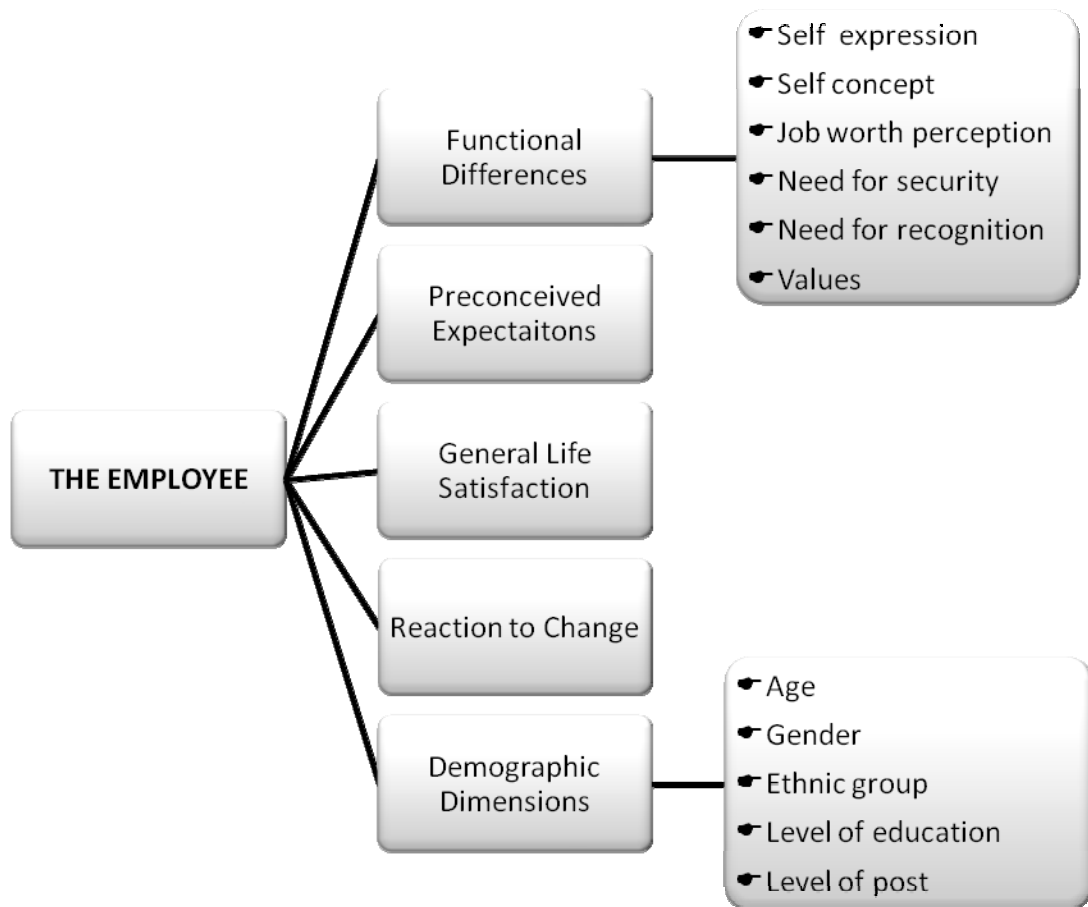 THE EMPLOYEE
Functional
Differences
Self expression
Self concept
Job worth perception
Need for security
Need for recognition
Values
Preconceived
Expectaitons
General Life
Satisfaction
Reaction to Change
Demographic
Dimensions
Age
Gender
Ethnic group
Level of education
Level of post